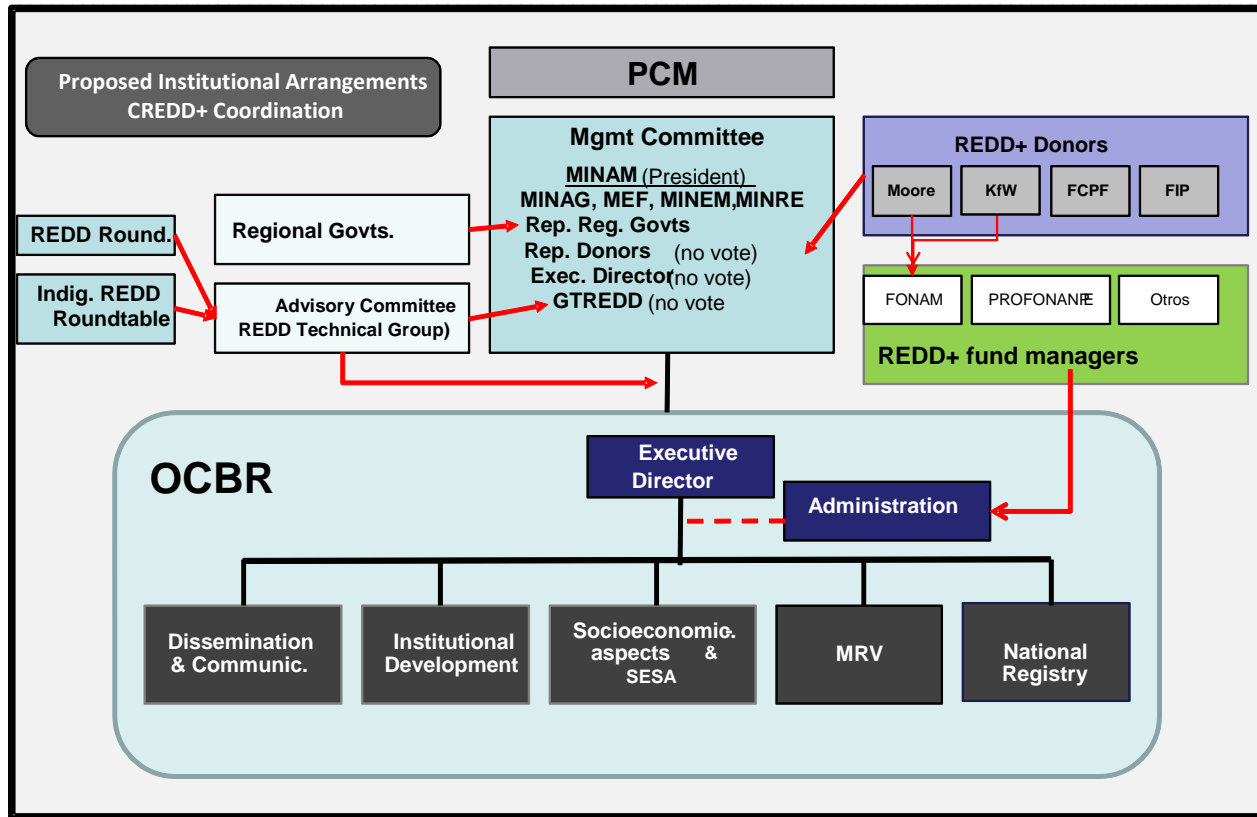 Proposed Institutional Arrangements
CREDD+ Coordination
PCM
Mgmt Committee
MINAM (President)
MINAG, MEF, MINEM,MINRE
Rep. Reg. Govts
Rep. Donors (no vote)
Exec. Director(no vote)
GTREDD (no vote
REDD+ Donors
Moore
KfW
FCPF
FIP
REDD Round.
Indig. REDD
Roundtable
Regional Govts.
Advisory Committee
REDD Technical Group)
FONAM
PROFONANPE
Otros
REDD+ fund managers
OCBR
Executive
Director
Administration
Dissemination
& Communic.
Institutional
Development
Socioeconomic.
aspects &
SESA
MRV
National
Registry